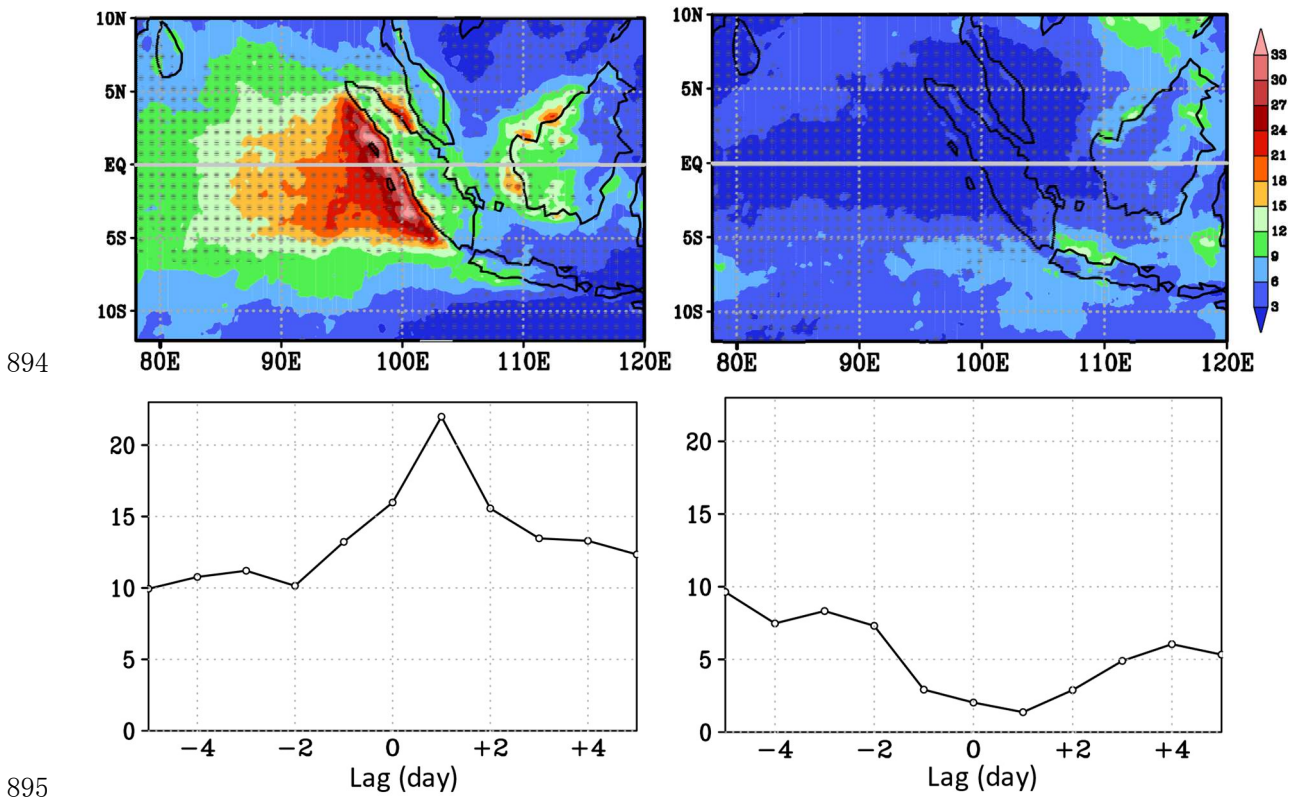 10N 10N
33
30
5N 5N
27
24
21
EQ EQ
18
15
12
5S 5S
9
6
10S 10S
3
894
80E 90E 100E 110E 120E 80E 90E 100E 110E 120E
20 20
15 15
10 10
5 5
0 0
−4 −2 0 +2 +4 −4 −2 0 +2 +4
Lag (day) Lag (day)
895